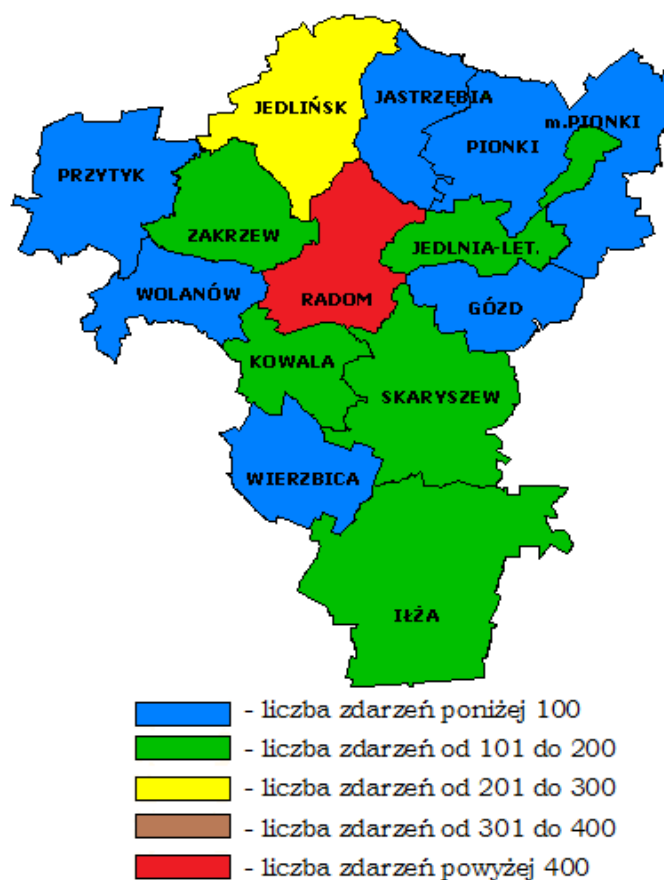 JEDLIŃSK
JASTRZĘBIA
m.PIONKI
PIONKI
PRZYTYK
ZAKRZEW
JEDLNIA-LET.
WOLANÓW
RADOM
GÓZD
KOWALA
SKARYSZEW
WIERZBICA
IŁŻA
- liczba zdarzeń poniżej 100
- liczba zdarzeń od 101 do 200
- liczba zdarzeń od 201 do 300
- liczba zdarzeń od 301 do 400
- liczba zdarzeń powyżej 400